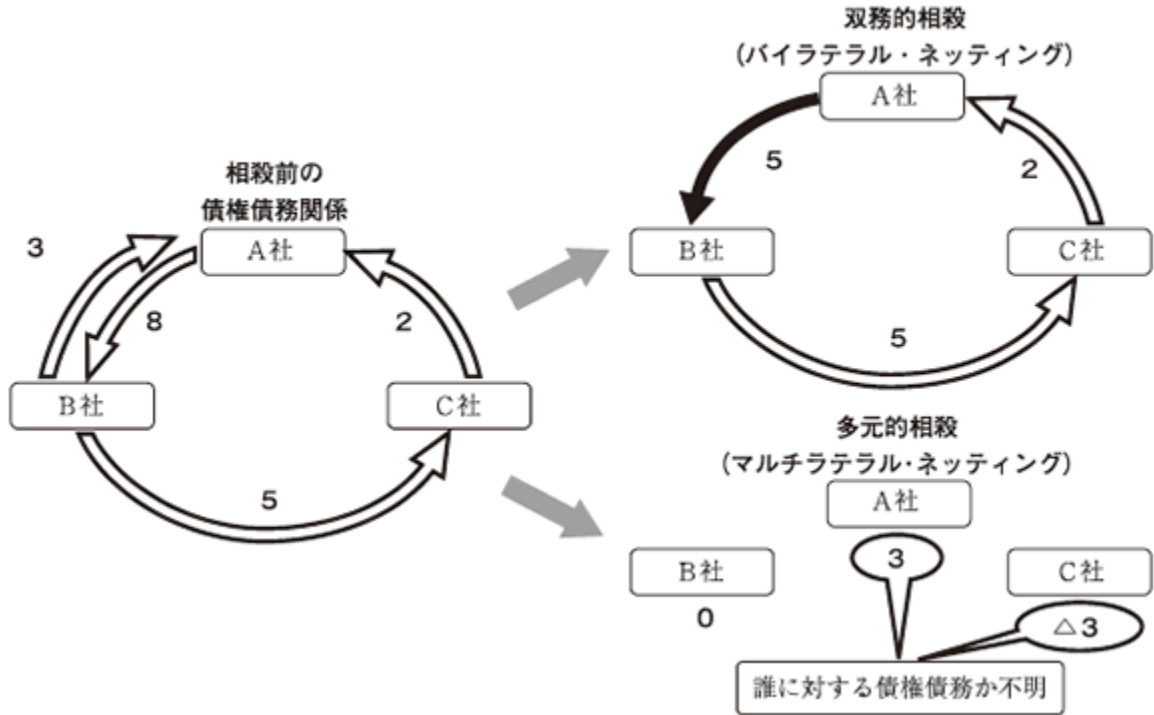 相殺前の
債権債務関係
A社
3
8
2
B社
C社
5
双務的相殺
(バイラテラル・ネッティング)
A社
5
2
B社
C社
5
多元的相殺
(マルチラテラル・ネッティング)
A社
3
B社
0
C社
△3
誰に対する債権債務か不明